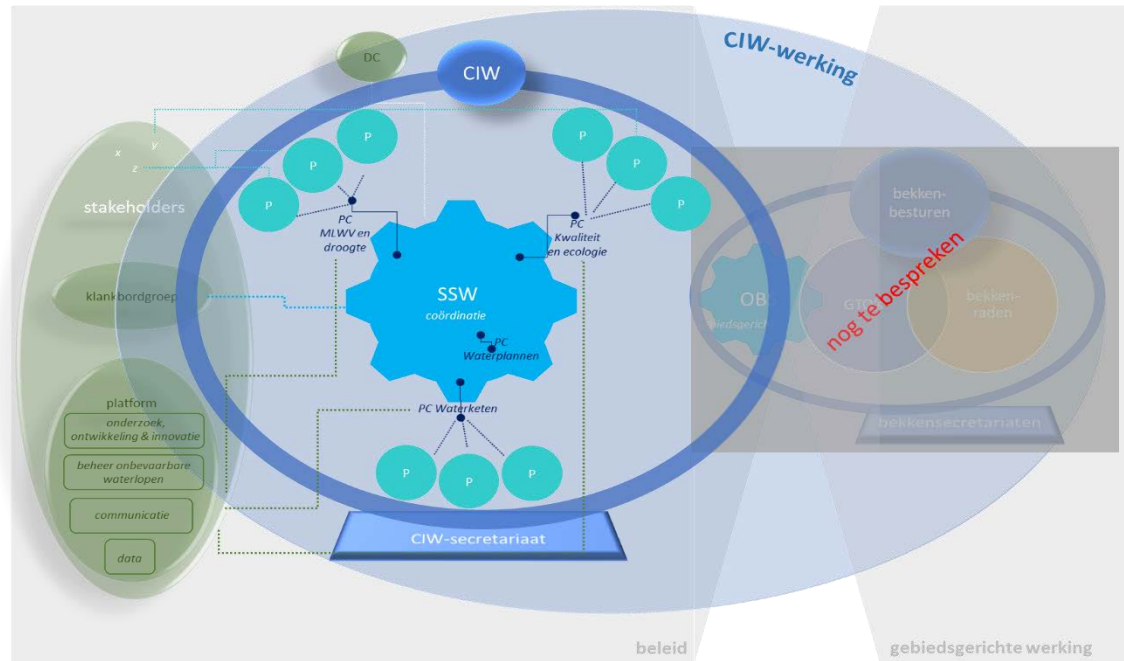 DC
CIW
CIW-werking
P
P
P
P
P
P
x
y
z
stakeholders
PC
MLWV en
droogte
PC
Kwaliteit
en ecologie
bekken-
besturen
klankbordgroep
SSW
coördinatie
PC
Waterplannen
OB
nog te bespreken
bekken-
raden
platform
onderzoek,
ontwikkeling & innovatie
beheer onbevaarbare
waterlopen
communicatie
data
PC Waterketen
P
P
P
bekkensecretariaten
CIW-secretariaat
beleid
gebiedsgerichte werking